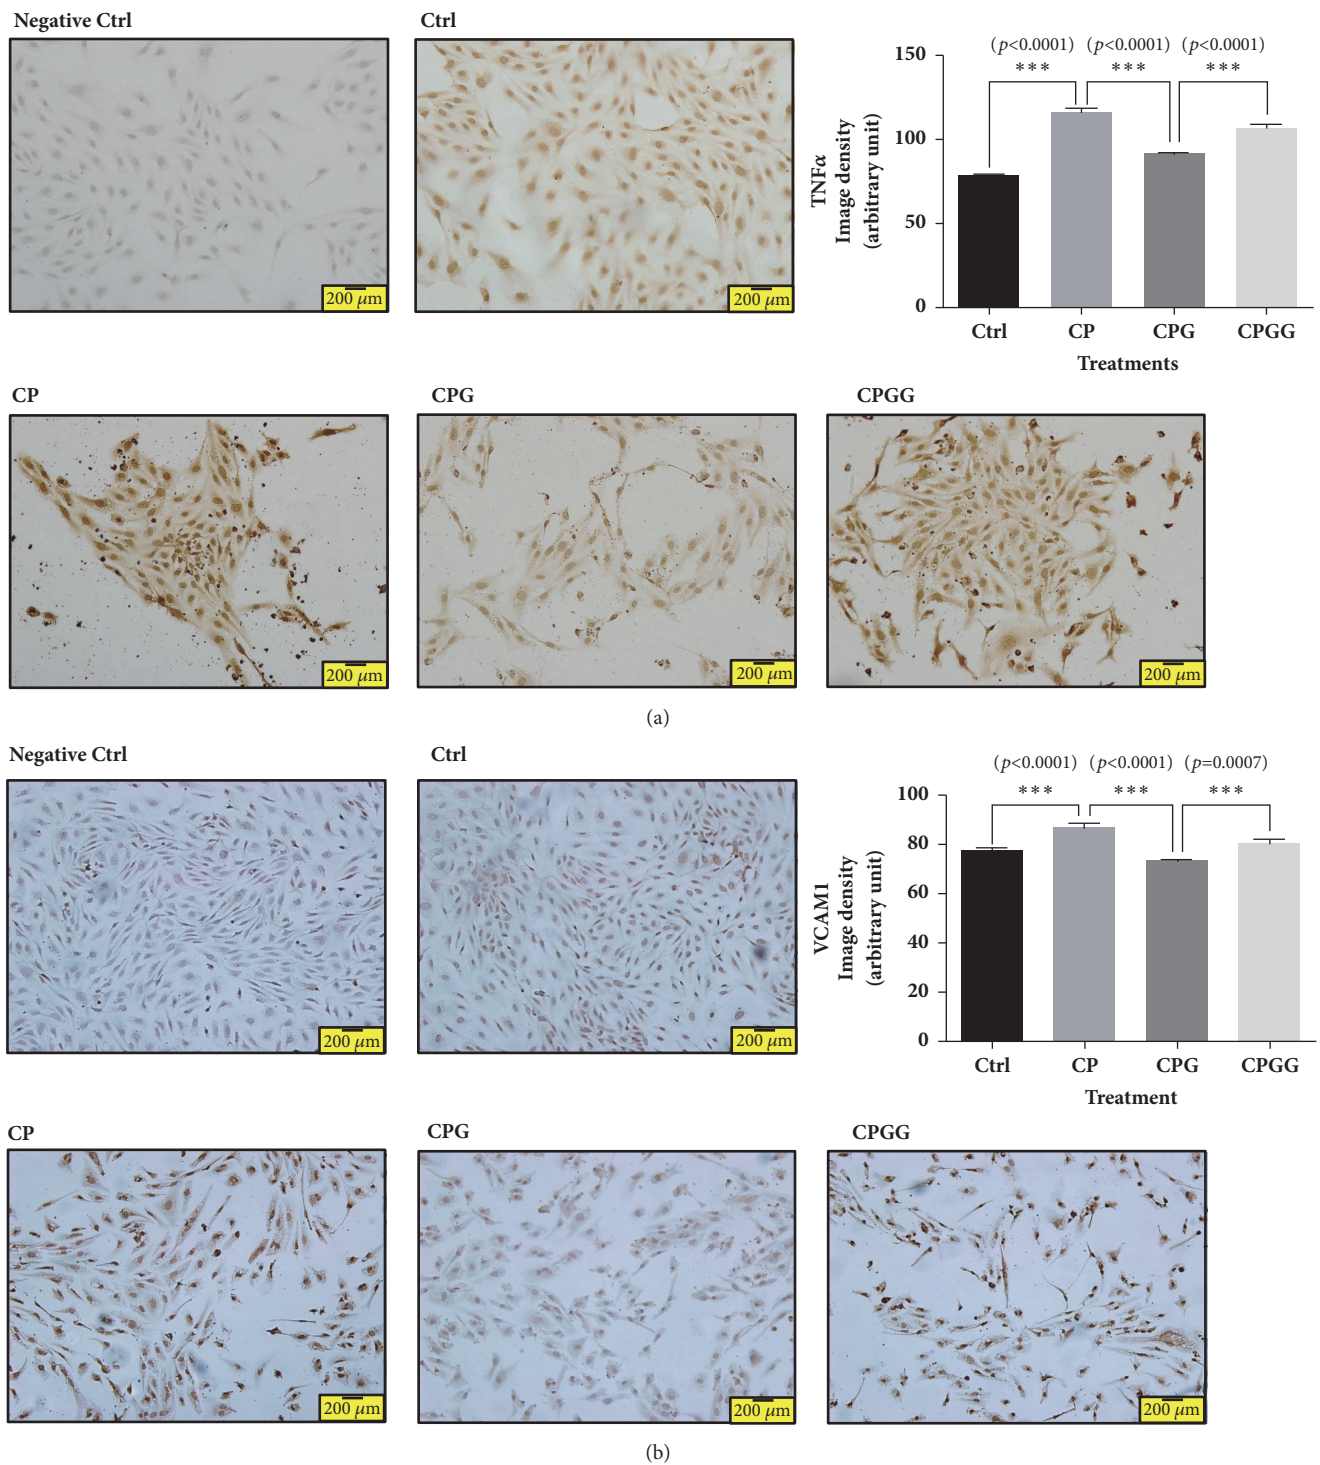 Negative Ctrl
Ctrl
200 μm
200 μm
(p<0.0001) (p<0.0001) (p<0.0001)
*** *** ***
150
100
50
0
TNFα
Image density
(arbitrary unit)
Ctrl CP CPG CPGG
Treatments
CP
CPG
CPGG
200 μm
200 μm
200 μm
(a)
Negative Ctrl
Ctrl
200 μm
200 μm
(p<0.0001) (p<0.0001) (p=0.0007)
*** *** ***
100
80
60
40
20
0
VCAM1
Image density
(arbitrary unit)
Ctrl CP CPG CPGG
Treatment
CP
CPG
CPGG
200 μm
200 μm
200 μm
(b)